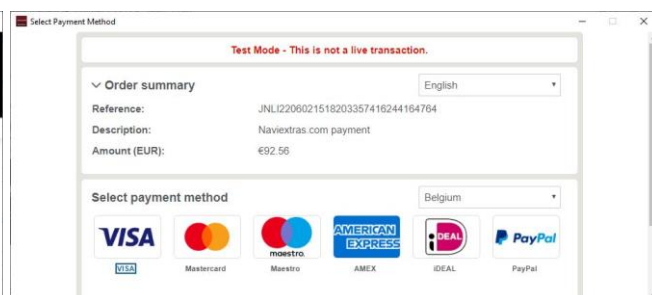 Select Payment Method
Test Mode - This is not a live transaction.
Order summary English
Reference: JNLI22060215182033574162441​64764
Description: Naviextras.com payment
Amount (EUR): €92.56
Select payment method Belgium
VISA maestro. AMERICAN EXPRESS iDEAL PayPal
VISA Mastercard Maestro AMEX iDEAL PayPal